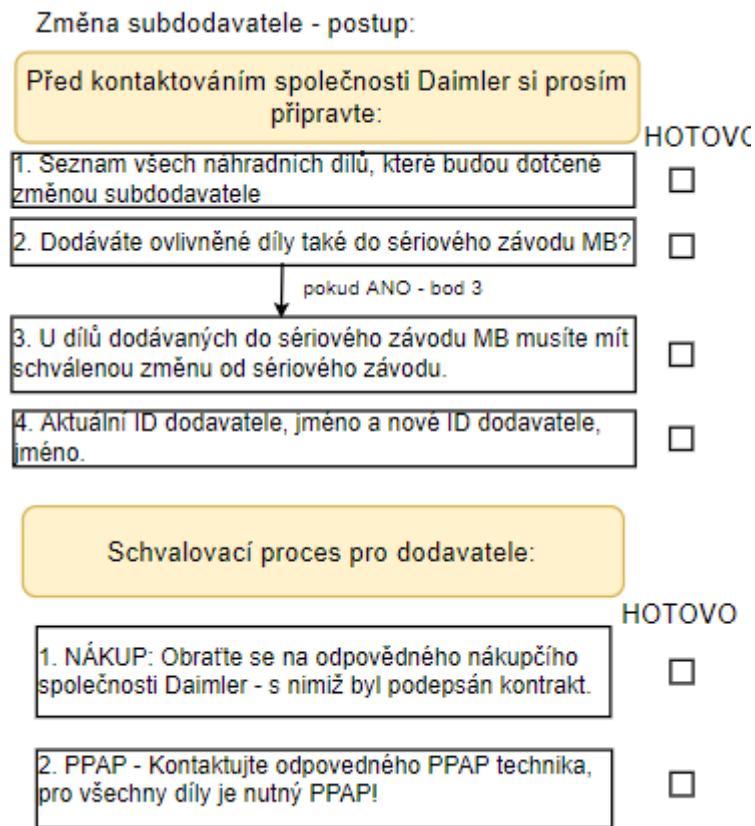 Změna subdodavatele - postup:
Před kontaktováním společnosti Daimler si prosím
připravte:
HOTOVO
1. Seznam všech náhradních dílů, které budou dotčené
změnou subdodavatele
2. Dodáváte ovlivněné díly také do sériového závodu MB?
pokud ANO - bod 3
3. U dílů dodávaných do sériového závodu MB musíte mít
schválenou změnu od sériového závodu.
4. Aktuální ID dodavatele, jméno a nové ID dodavatele,
jméno.
Schvalovací proces pro dodavatele:
HOTOVO
1. NÁKUP: Obraťte se na odpovědného nákupčího
společnosti Daimler - s nimiž byl podepsán kontrakt.
2. PPAP - Kontaktujte odpovedného PPAP technika,
pro všechny díly je nutný PPAP!